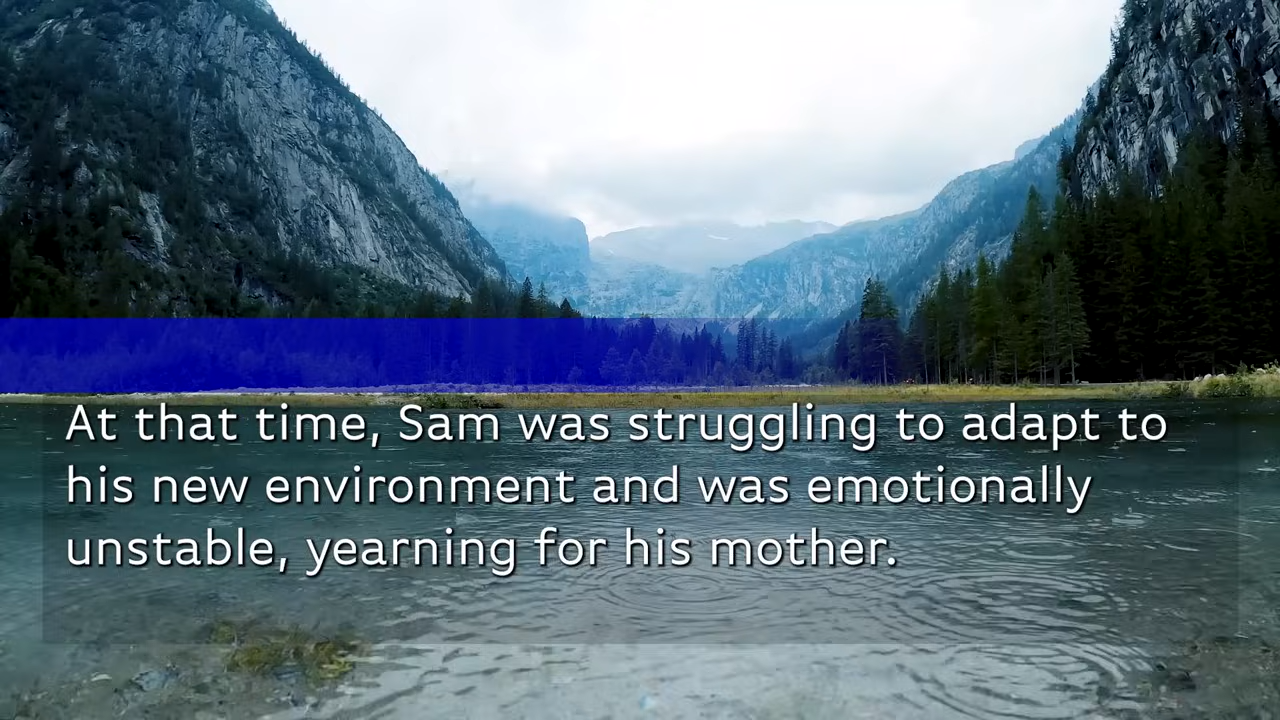 At that time, Sam was struggling to adapt to
his new environment and was emotionally
unstable, yearning for his mother.